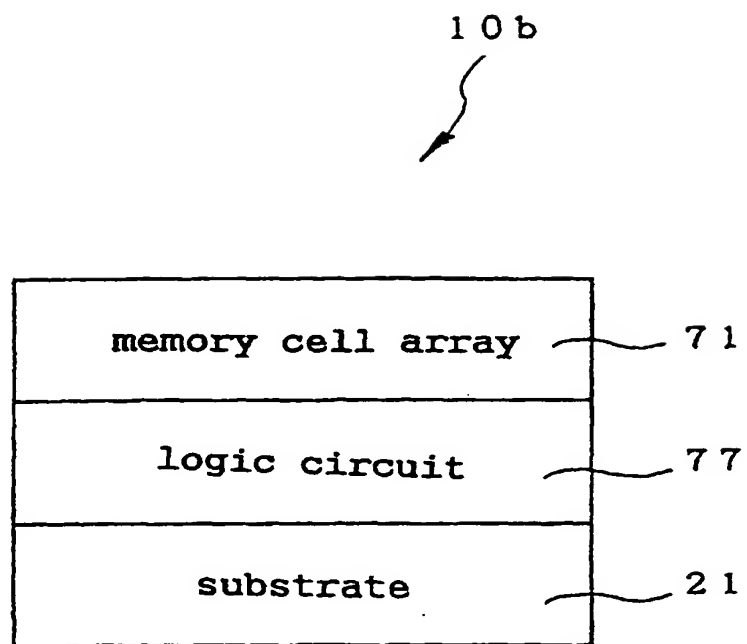 10b
memory cell array 71
logic circuit 77
substrate 21